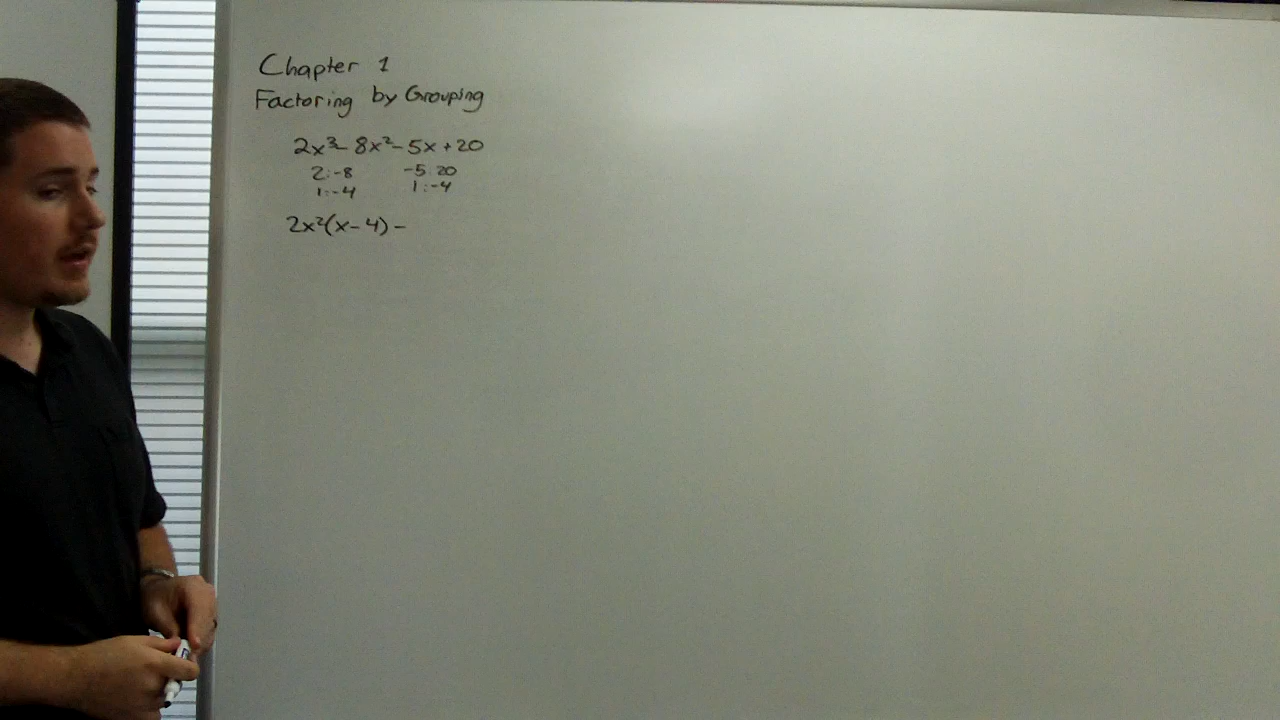 Chapter 1
Factoring by Grouping
2x³-8x²-5x+20
2:-8 -5:20
1:-4 1:-4
2x²(x-4)-